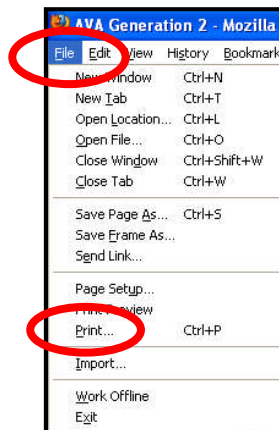 AVA Generation 2 - Mozilla
File Edit View History Bookmark
New Window Ctrl+N
New Tab Ctrl+T
Open Location... Ctrl+L
Open File... Ctrl+O
Close Window Ctrl+Shift+W
Close Tab Ctrl+W
Save Page As... Ctrl+S
Save Frame As...
Send Link...
Page Setup...
Print Preview
Print... Ctrl+P
Import...
Work Offline
Exit